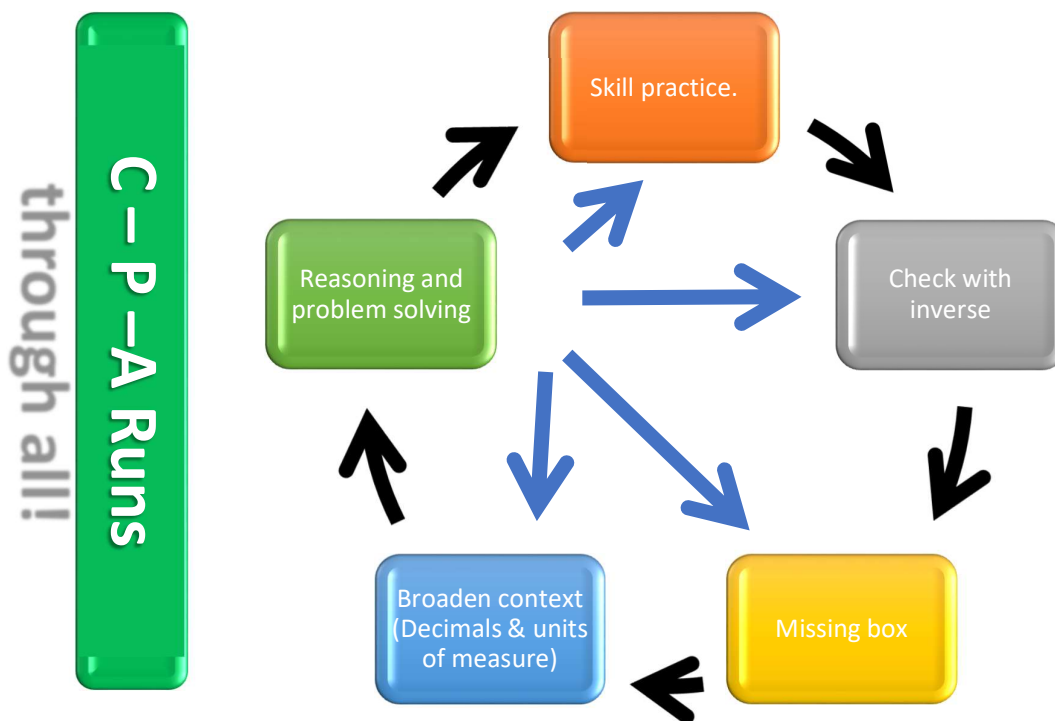 C – P –A Runs
through all!
Skill practice.
Reasoning and
problem solving
Check with
inverse
Broaden context
(Decimals & units
of measure)
Missing box